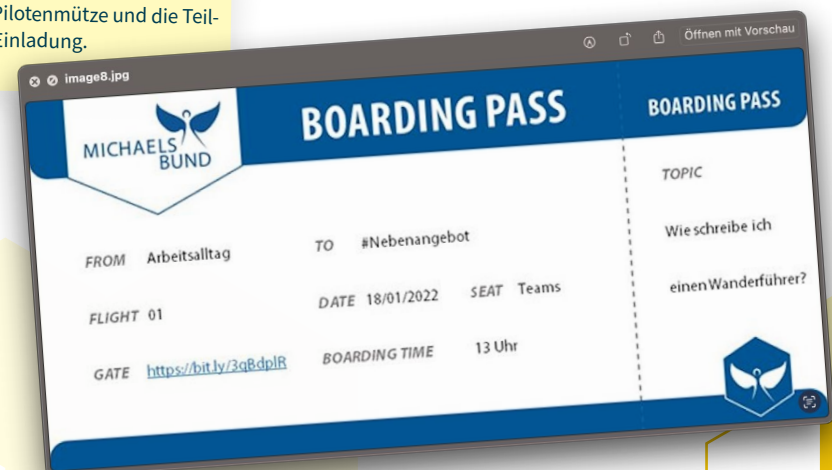 Pilotenmütze und die Teil-
Einladung.
image8.jpg
Öffnen mit Vorschau
MICHAELS
BUND
BOARDING PASS
BOARDING PASS
FROM Arbeitsalltag
TO #Nebenangebot
FLIGHT 01
DATE 18/01/2022
SEAT Teams
GATE https://bit.ly/3qBdplR
BOARDING TIME 13 Uhr
TOPIC
Wie schreibe ich
einen Wanderführer?